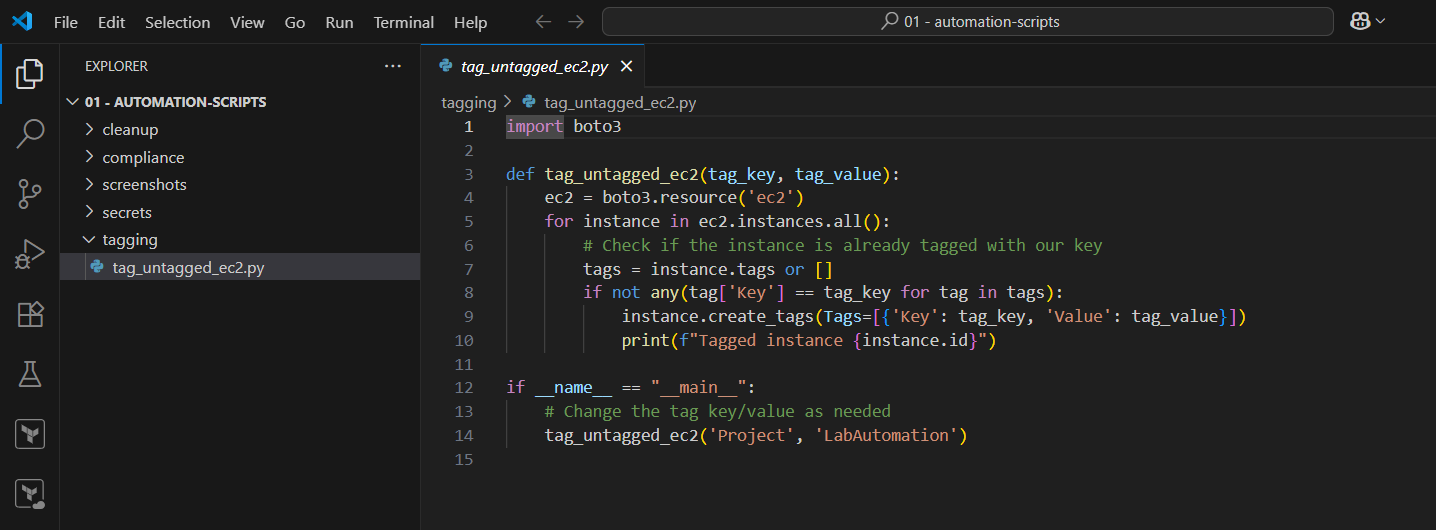 File Edit Selection View Go Run Terminal Help
01 - automation-scripts
EXPLORER
01 - AUTOMATION-SCRIPTS
cleanup
compliance
screenshots
secrets
tagging
tag_untagged_ec2.py
tag_untagged_ec2.py
tagging > tag_untagged_ec2.py
1 import boto3
2
3 def tag_untagged_ec2(tag_key, tag_value):
4     ec2 = boto3.resource('ec2')
5     for instance in ec2.instances.all():
6         # Check if the instance is already tagged with our key
7         tags = instance.tags or []
8         if not any(tag['Key'] == tag_key for tag in tags):
9             instance.create_tags(Tags=[{'Key': tag_key, 'Value': tag_value}])
10             print(f"Tagged instance {instance.id}")
11
12 if __name__ == "__main__":
13     # Change the tag key/value as needed
14     tag_untagged_ec2('Project', 'LabAutomation')
15